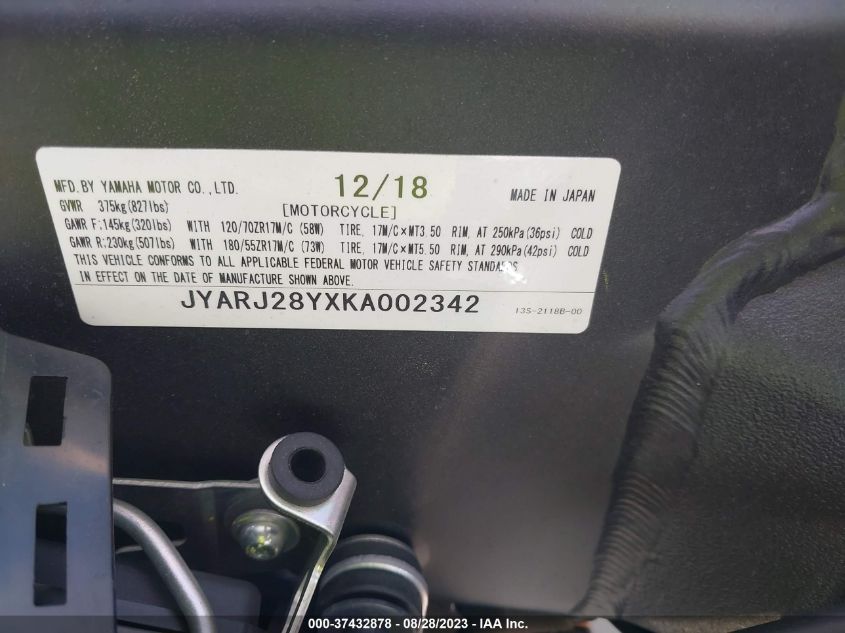 MFD.BY YAMAHA MOTOR CO.,LTD. 12/18 MADE IN JAPAN
GVWR 375kg(827lbs) [MOTORCYCLE]
GAWR F:145kg(320lbs) WITH 120/70ZR17M/C (58W) TIRE, 17M/C×MT3.50 RIM, AT 250kPa(36psi) COLD
GAWR R:230kg(507lbs) WITH 180/55ZR17M/C (73W) TIRE, 17M/C×MT5.50 RIM, AT 290kPa(42psi) COLD
THIS VEHICLE CONFORMS TO ALL APPLICABLE FEDERAL MOTOR VEHICLE SAFETY STANDARDS
IN EFFECT ON THE DATE OF MANUFACTURE SHOWN ABOVE.
JYARJ28YXKA002342 13S-2118B-00
000-37432878 - 08/28/2023 - IAA Inc.